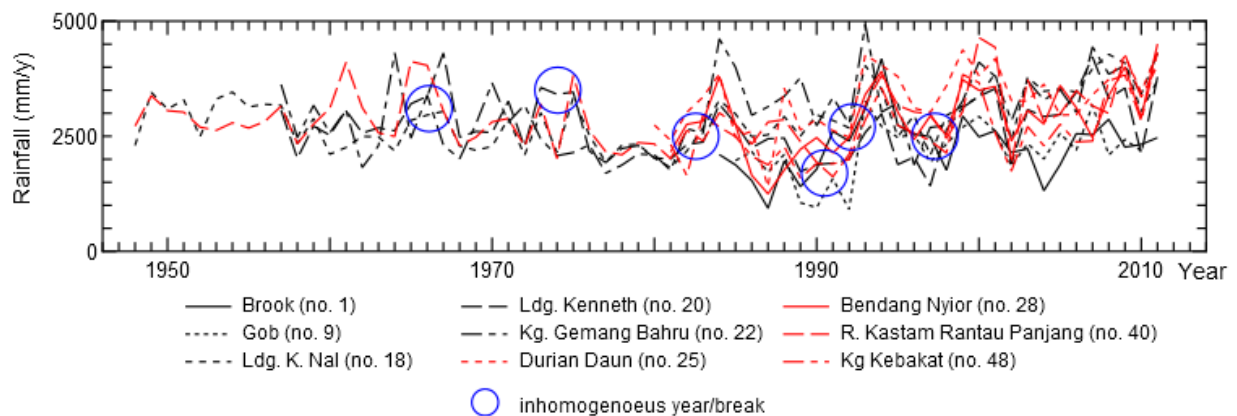 5000
2500
0
Rainfall (mm/y)
1950 1970 1990 2010 Year
Brook (no. 1) Ldg. Kenneth (no. 20) Bendang Nyior (no. 28)
Gob (no. 9) Kg. Gemang Bahru (no. 22) R. Kastam Rantau Panjang (no. 40)
Ldg. K. Nal (no. 18) Durian Daun (no. 25) Kg Kebakat (no. 48)
inhomogenoeus year/break